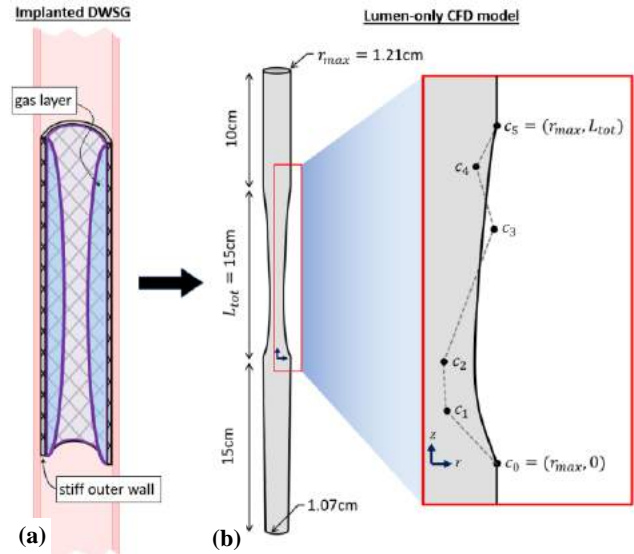 Implanted DWSG
gas layer
stiff outer wall
(a)
Lumen-only CFD model
r_max = 1.21cm
10cm
L_tot = 15cm
15cm
1.07cm
(b)
c_5 = (r_max, L_tot)
c_4
c_3
c_2
c_1
z
r
c_0 = (r_max, 0)